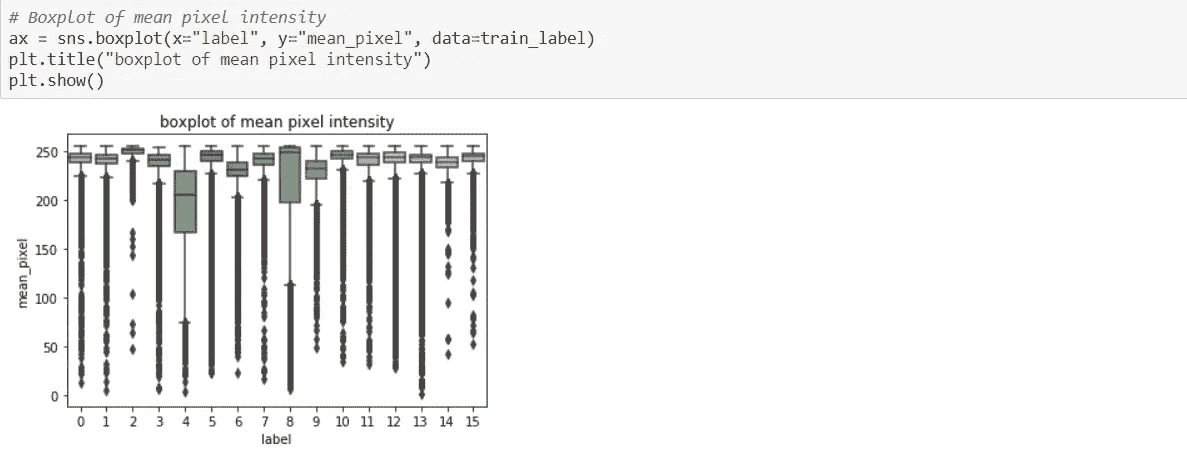 # Boxplot of mean pixel intensity
ax = sns.boxplot(x="label", y="mean_pixel", data=train_label)
plt.title("boxplot of mean pixel intensity")
plt.show()
boxplot of mean pixel intensity
250
200
150
100
50
0
mean_pixel
0 1 2 3 4 5 6 7 8 9 10 11 12 13 14 15
label